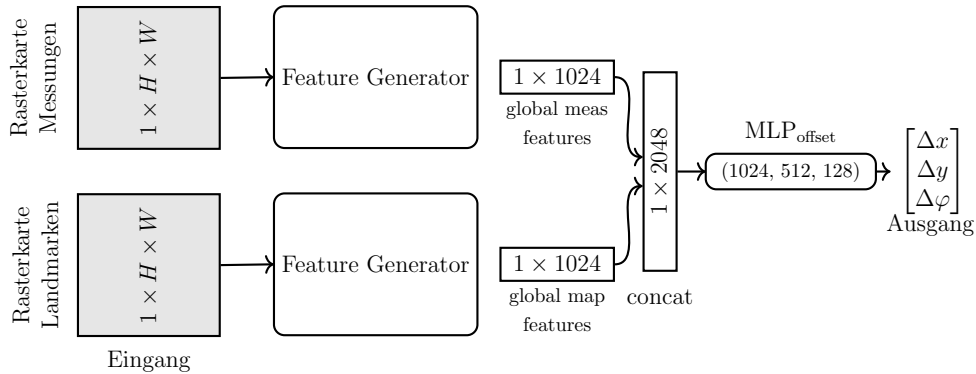 Rasterkarte
Messungen
1 × H × W
Feature Generator
1 × 1024
global meas
features
Rasterkarte
Landmarken
1 × H × W
Eingang
Feature Generator
1 × 1024
global map
features
1 × 2048
concat
MLP_offset
(1024, 512, 128)
Δx
Δy
Δφ
Ausgang